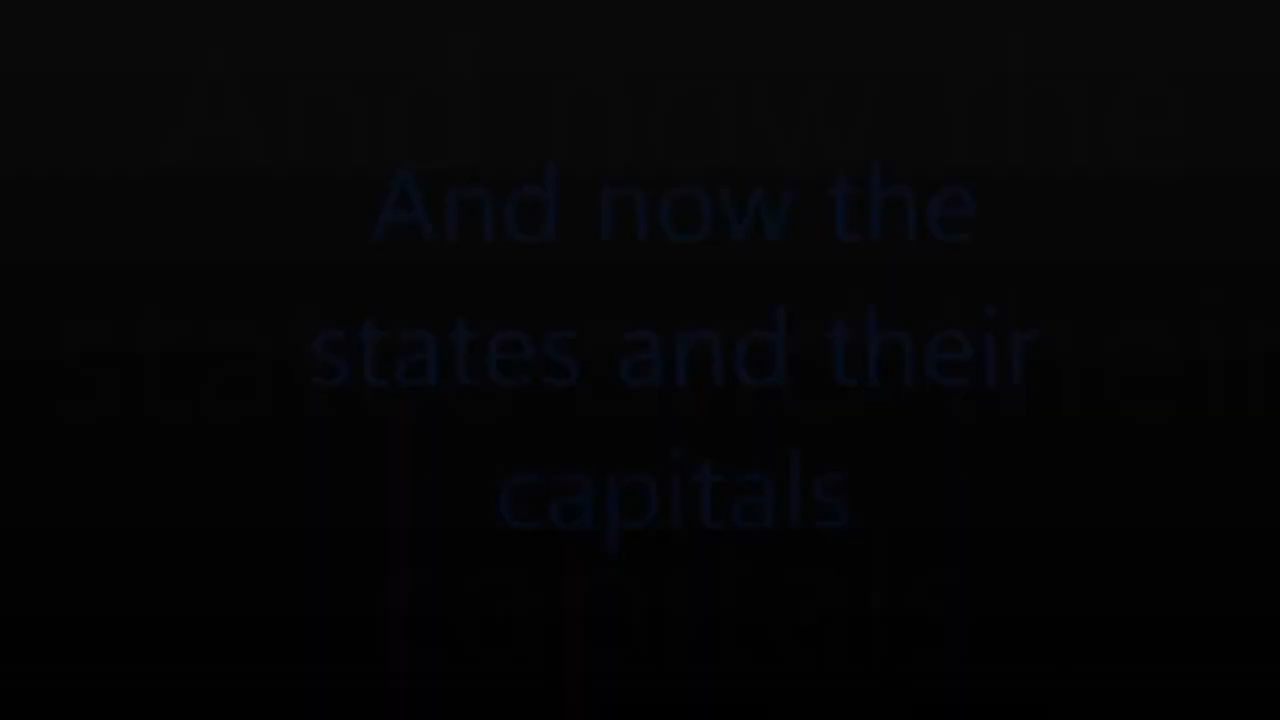 And now the
states and their
capitals